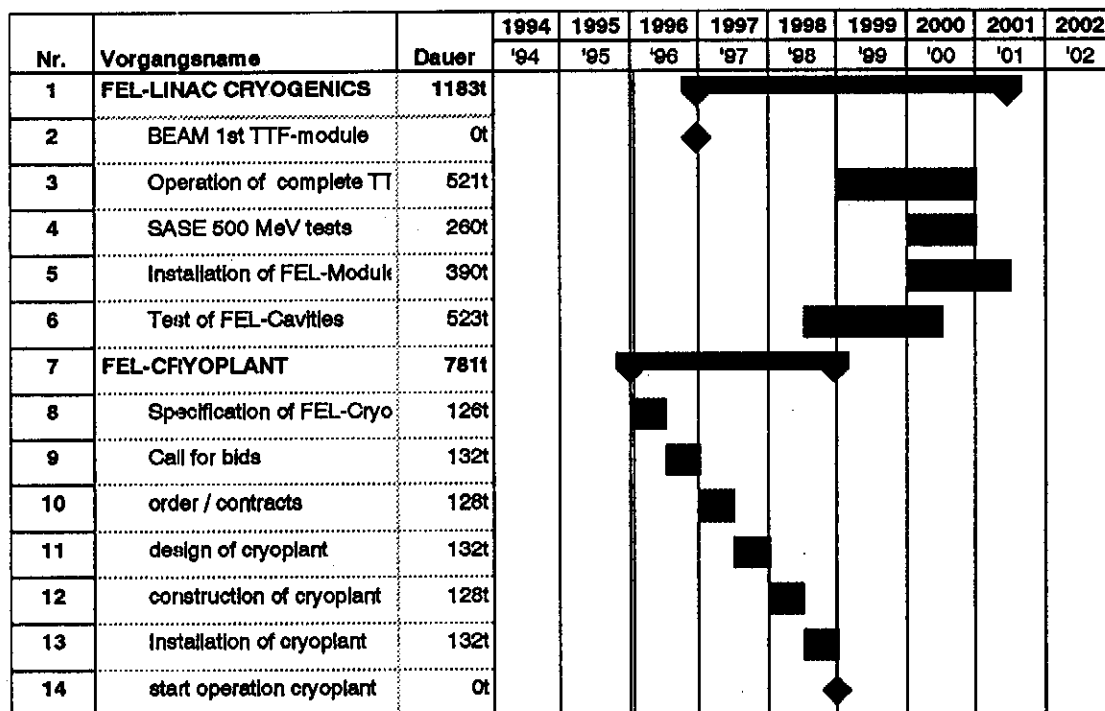 1994 1995 1996 1997 1998 1999 2000 2001 2002
Nr. Vorgangsname Dauer '94 '95 '96 '97 '98 '99 '00 '01 '02
1 FEL-LINAC CRYOGENICS 1183t
2 BEAM 1st TTF-module 0t
3 Operation of complete TT 521t
4 SASE 500 MeV tests 260t
5 Installation of FEL-Module 390t
6 Test of FEL-Cavities 523t
7 FEL-CRYOPLANT 781t
8 Specification of FEL-Cryo 126t
9 Call for bids 132t
10 order / contracts 128t
11 design of cryoplant 132t
12 construction of cryoplant 128t
13 Installation of cryoplant 132t
14 start operation cryoplant 0t